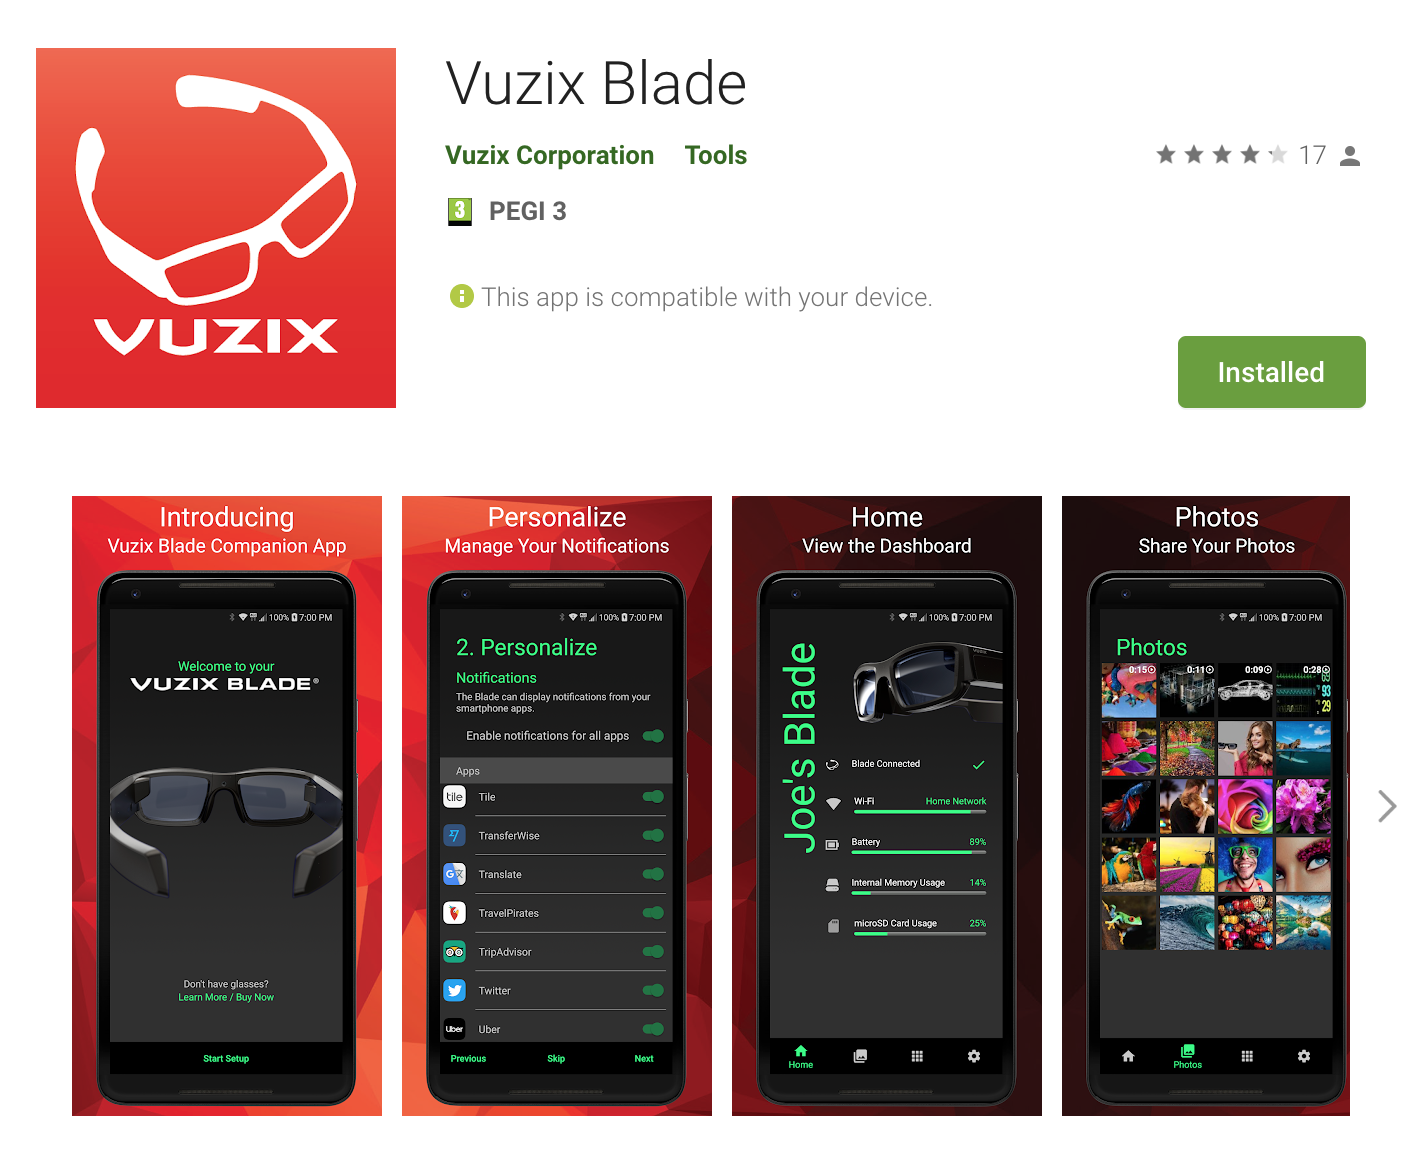 VUZIX
Vuzix Blade
Vuzix Corporation Tools
17
3 PEGI 3
This app is compatible with your device.
Installed
Introducing
Vuzix Blade Companion App
100% 7:00 PM
Welcome to your
VUZIX BLADE®
Don't have glasses?
Learn More / Buy Now
Start Setup
Personalize
Manage Your Notifications
100% 7:00 PM
2. Personalize
Notifications
The Blade can display notifications from your
smartphone apps.
Enable notifications for all apps
Apps
tile Tile
TransferWise
Translate
TravelPirates
TripAdvisor
Twitter
Uber Uber
Previous Skip Next
Home
View the Dashboard
100% 7:00 PM
Joe's Blade
Blade Connected
Wi-Fi Home Network
Battery 89%
Internal Memory Usage 14%
microSD Card Usage 25%
Home
Photos
Share Your Photos
100% 7:00 PM
Photos
0:15 0:11 0:09 0:28
93
29
Photos